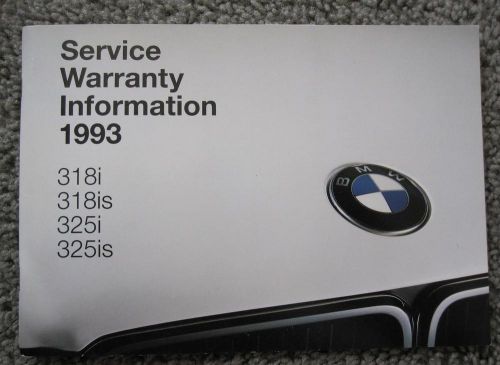 Service
Warranty
Information
1993
318i
318is
325i
325is
BMW